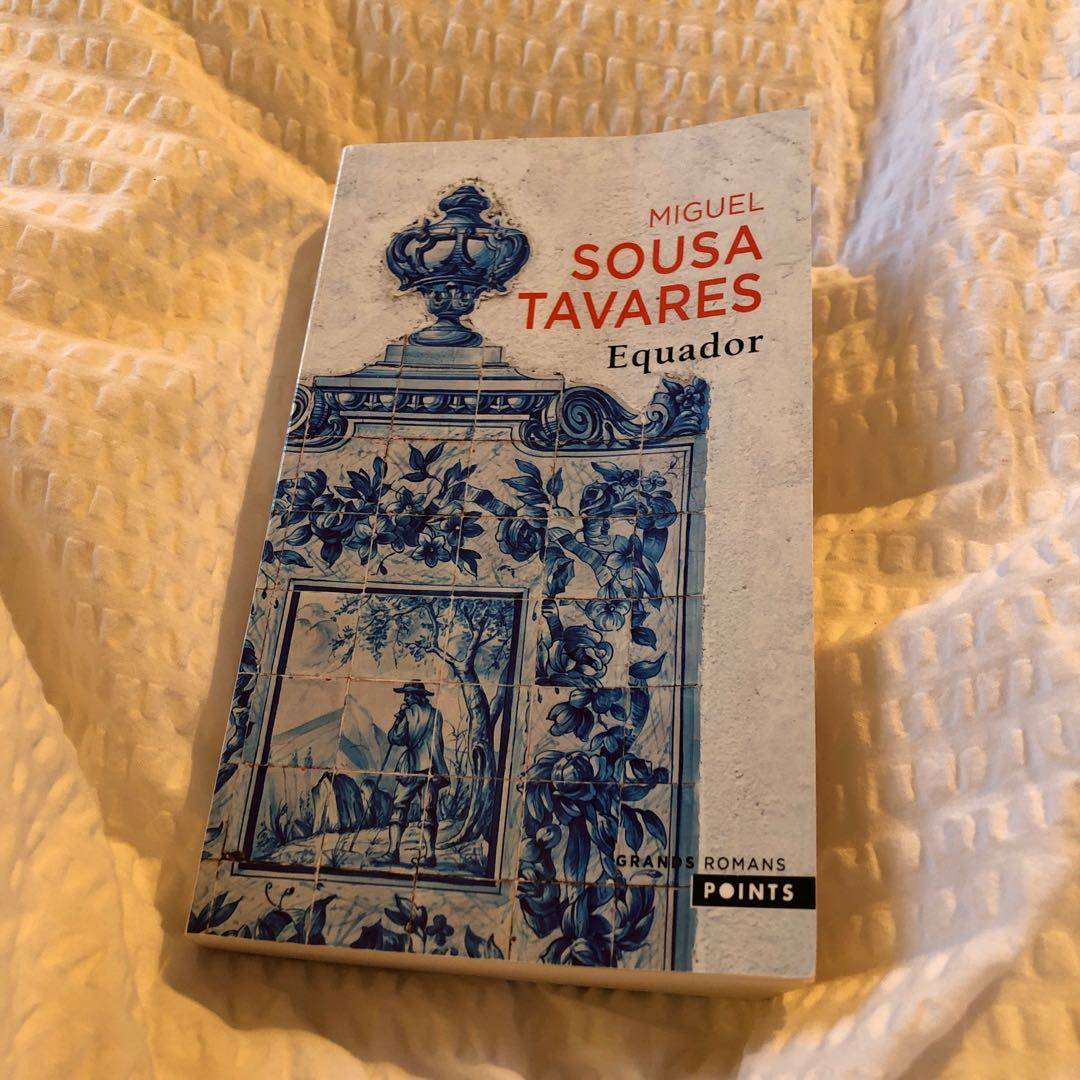 MIGUEL
SOUSA
TAVARES
Equador
GRANDS ROMANS
POINTS